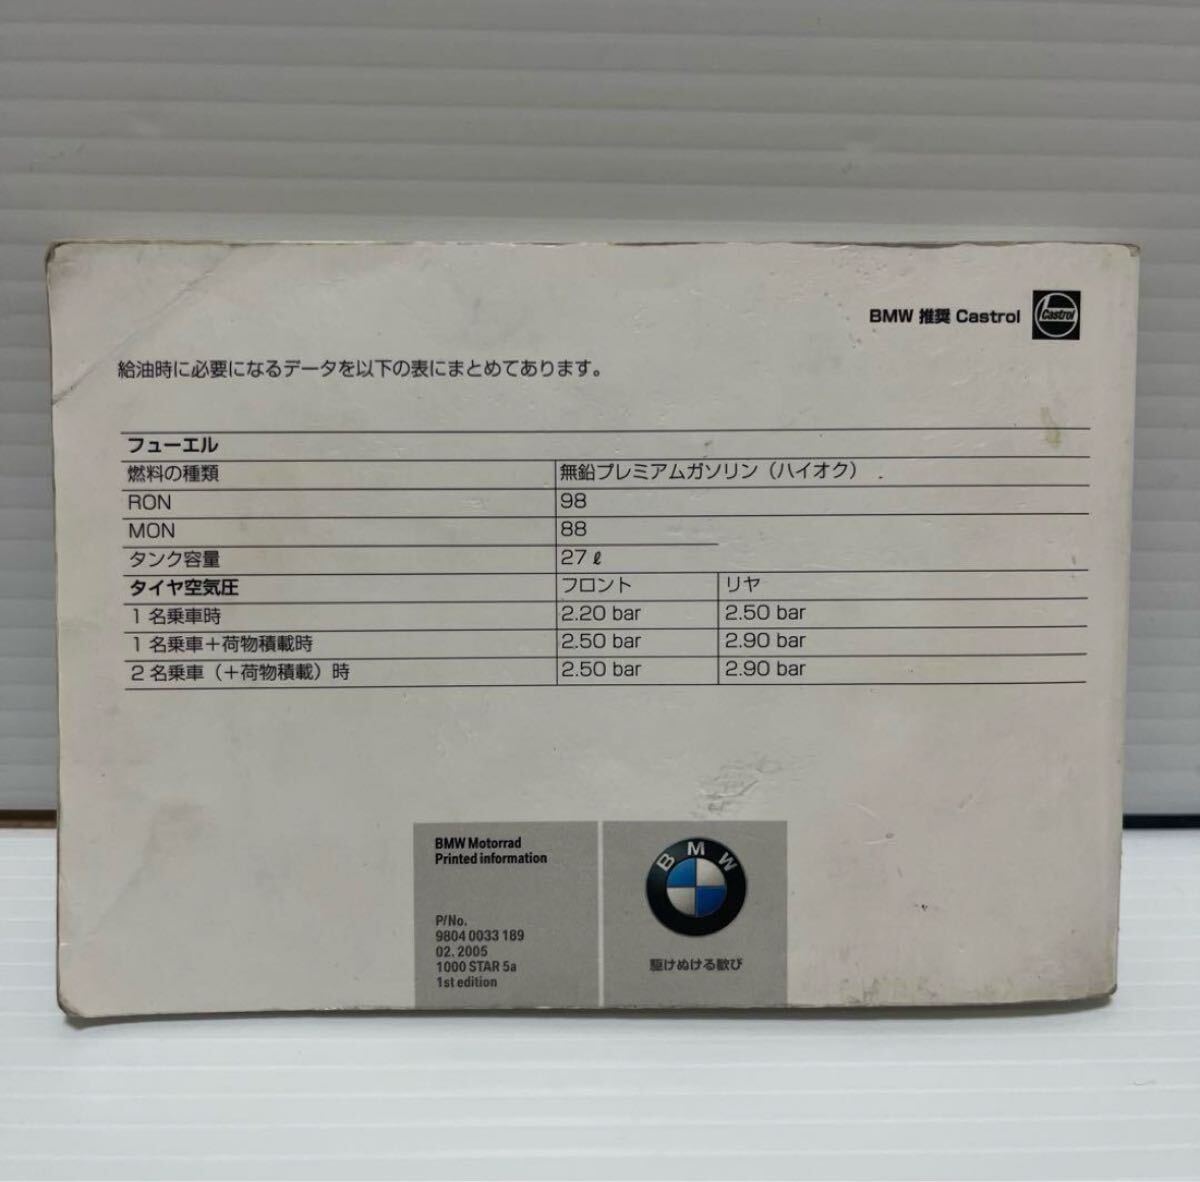 BMW 推奨 Castrol Castrol
給油時に必要になるデータを以下の表にまとめてあります。
フューエル
燃料の種類 無鉛プレミアムガソリン（ハイオク）
RON 98
MON 88
タンク容量 27ℓ
タイヤ空気圧 フロント リヤ
1名乗車時 2.20 bar 2.50 bar
1名乗車＋荷物積載時 2.50 bar 2.90 bar
2名乗車（＋荷物積載）時 2.50 bar 2.90 bar
BMW Motorrad
Printed information
P/No.
9804 0033 189
02. 2005
1000 STAR 5a
1st edition
BMW
駆けぬける歓び